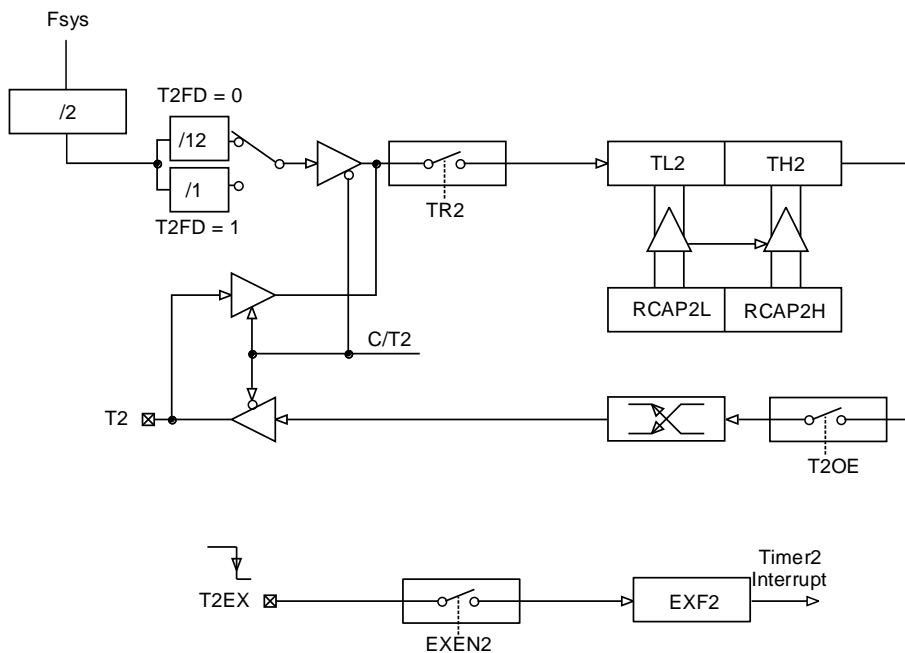 Fsys
/2
T2FD = 0
/12
/1
T2FD = 1
TR2
TL2
TH2
RCAP2L
RCAP2H
C/T2
T2
T2OE
T2EX
EXEN2
EXF2
Timer2
Interrupt